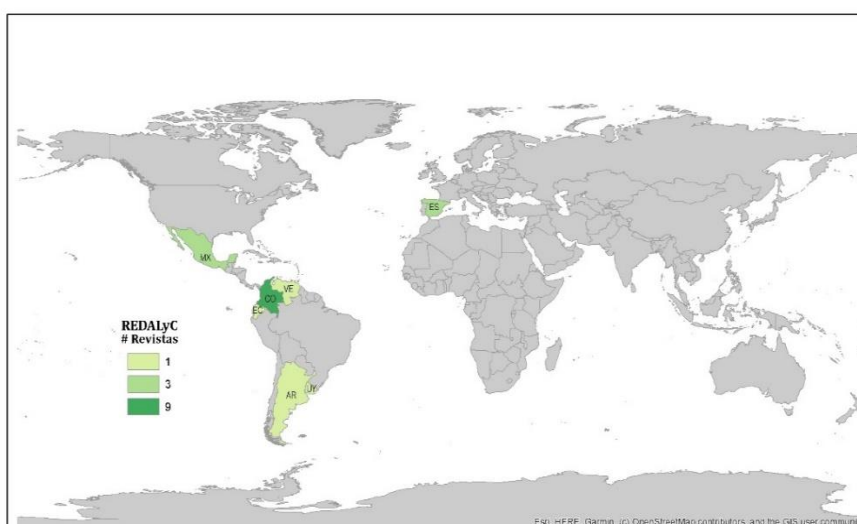 ES
MX
VE
CO
EC
REDALyC
# Revistas
1
3
9
AR
UY
Esri, HERE, Garmin, (c) OpenStreetMap contributors, and the GIS user communi